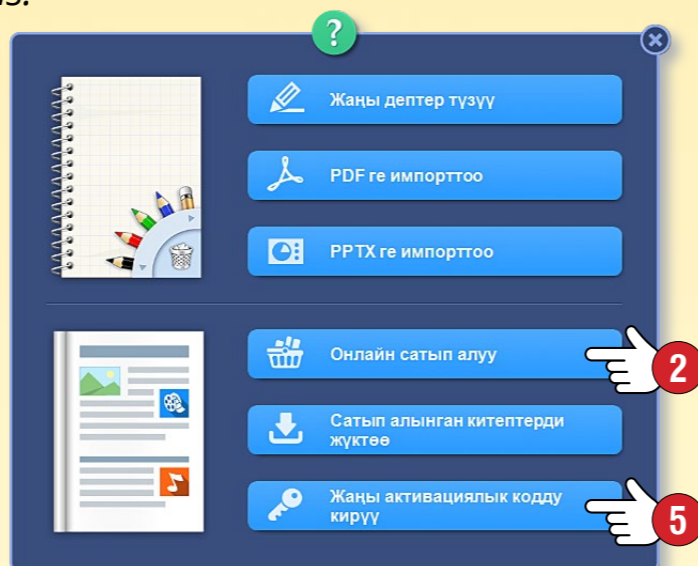 ?
Жаңы дептер түзүү
PDF ге импорттоо
PPTX ге импорттоо
Онлайн сатып алуу
2
Сатып алынган китептерди
жүктөө
Жаңы активациялык кодду
кирүү
5